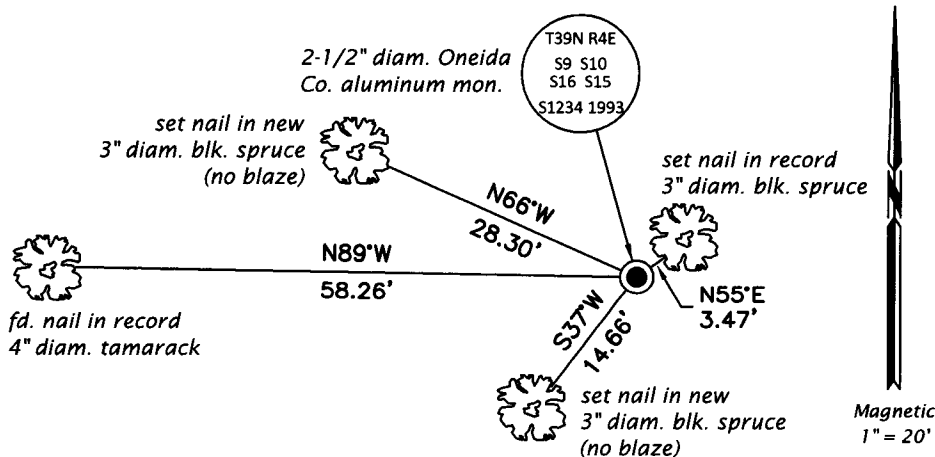 T39N R4E
S9 S10
S16 S15
S1234 1993
2-1/2" diam. Oneida
Co. aluminum mon.
set nail in new
3" diam. blk. spruce
(no blaze)
set nail in record
3" diam. blk. spruce
N66°W
28.30'
N89°W
58.26'
N55°E
3.47'
S37°W
14.66'
fd. nail in record
4" diam. tamarack
set nail in new
3" diam. blk. spruce
(no blaze)
N
Magnetic
1" = 20'